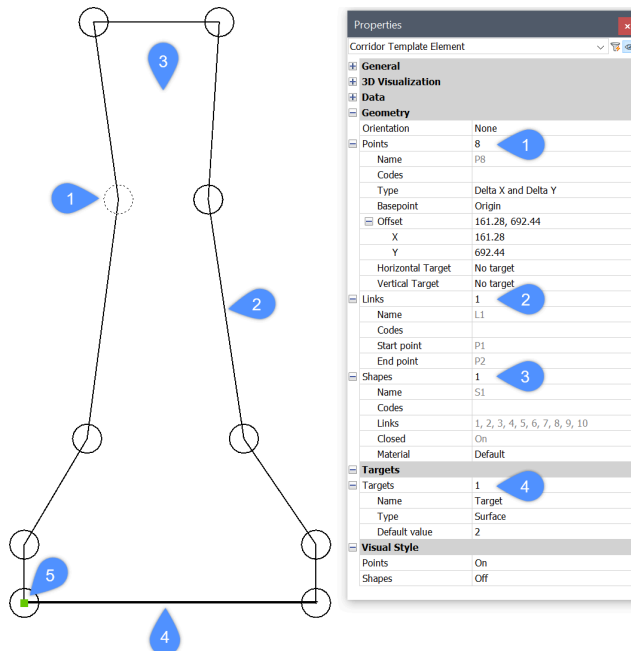 Properties
Corridor Template Element
General
3D Visualization
Data
Geometry
Orientation None
Points 8
Name P8
Codes
Type Delta X and Delta Y
Basepoint Origin
Offset 161.28, 692.44
X 161.28
Y 692.44
Horizontal Target No target
Vertical Target No target
Links 1
Name L1
Codes
Start point P1
End point P2
Shapes 1
Name S1
Codes
Links 1, 2, 3, 4, 5, 6, 7, 8, 9, 10
Closed On
Material Default
Targets
Targets 1
Name Target
Type Surface
Default value 2
Visual Style
Points On
Shapes Off
1
2
3
4
3
1
2
5
4